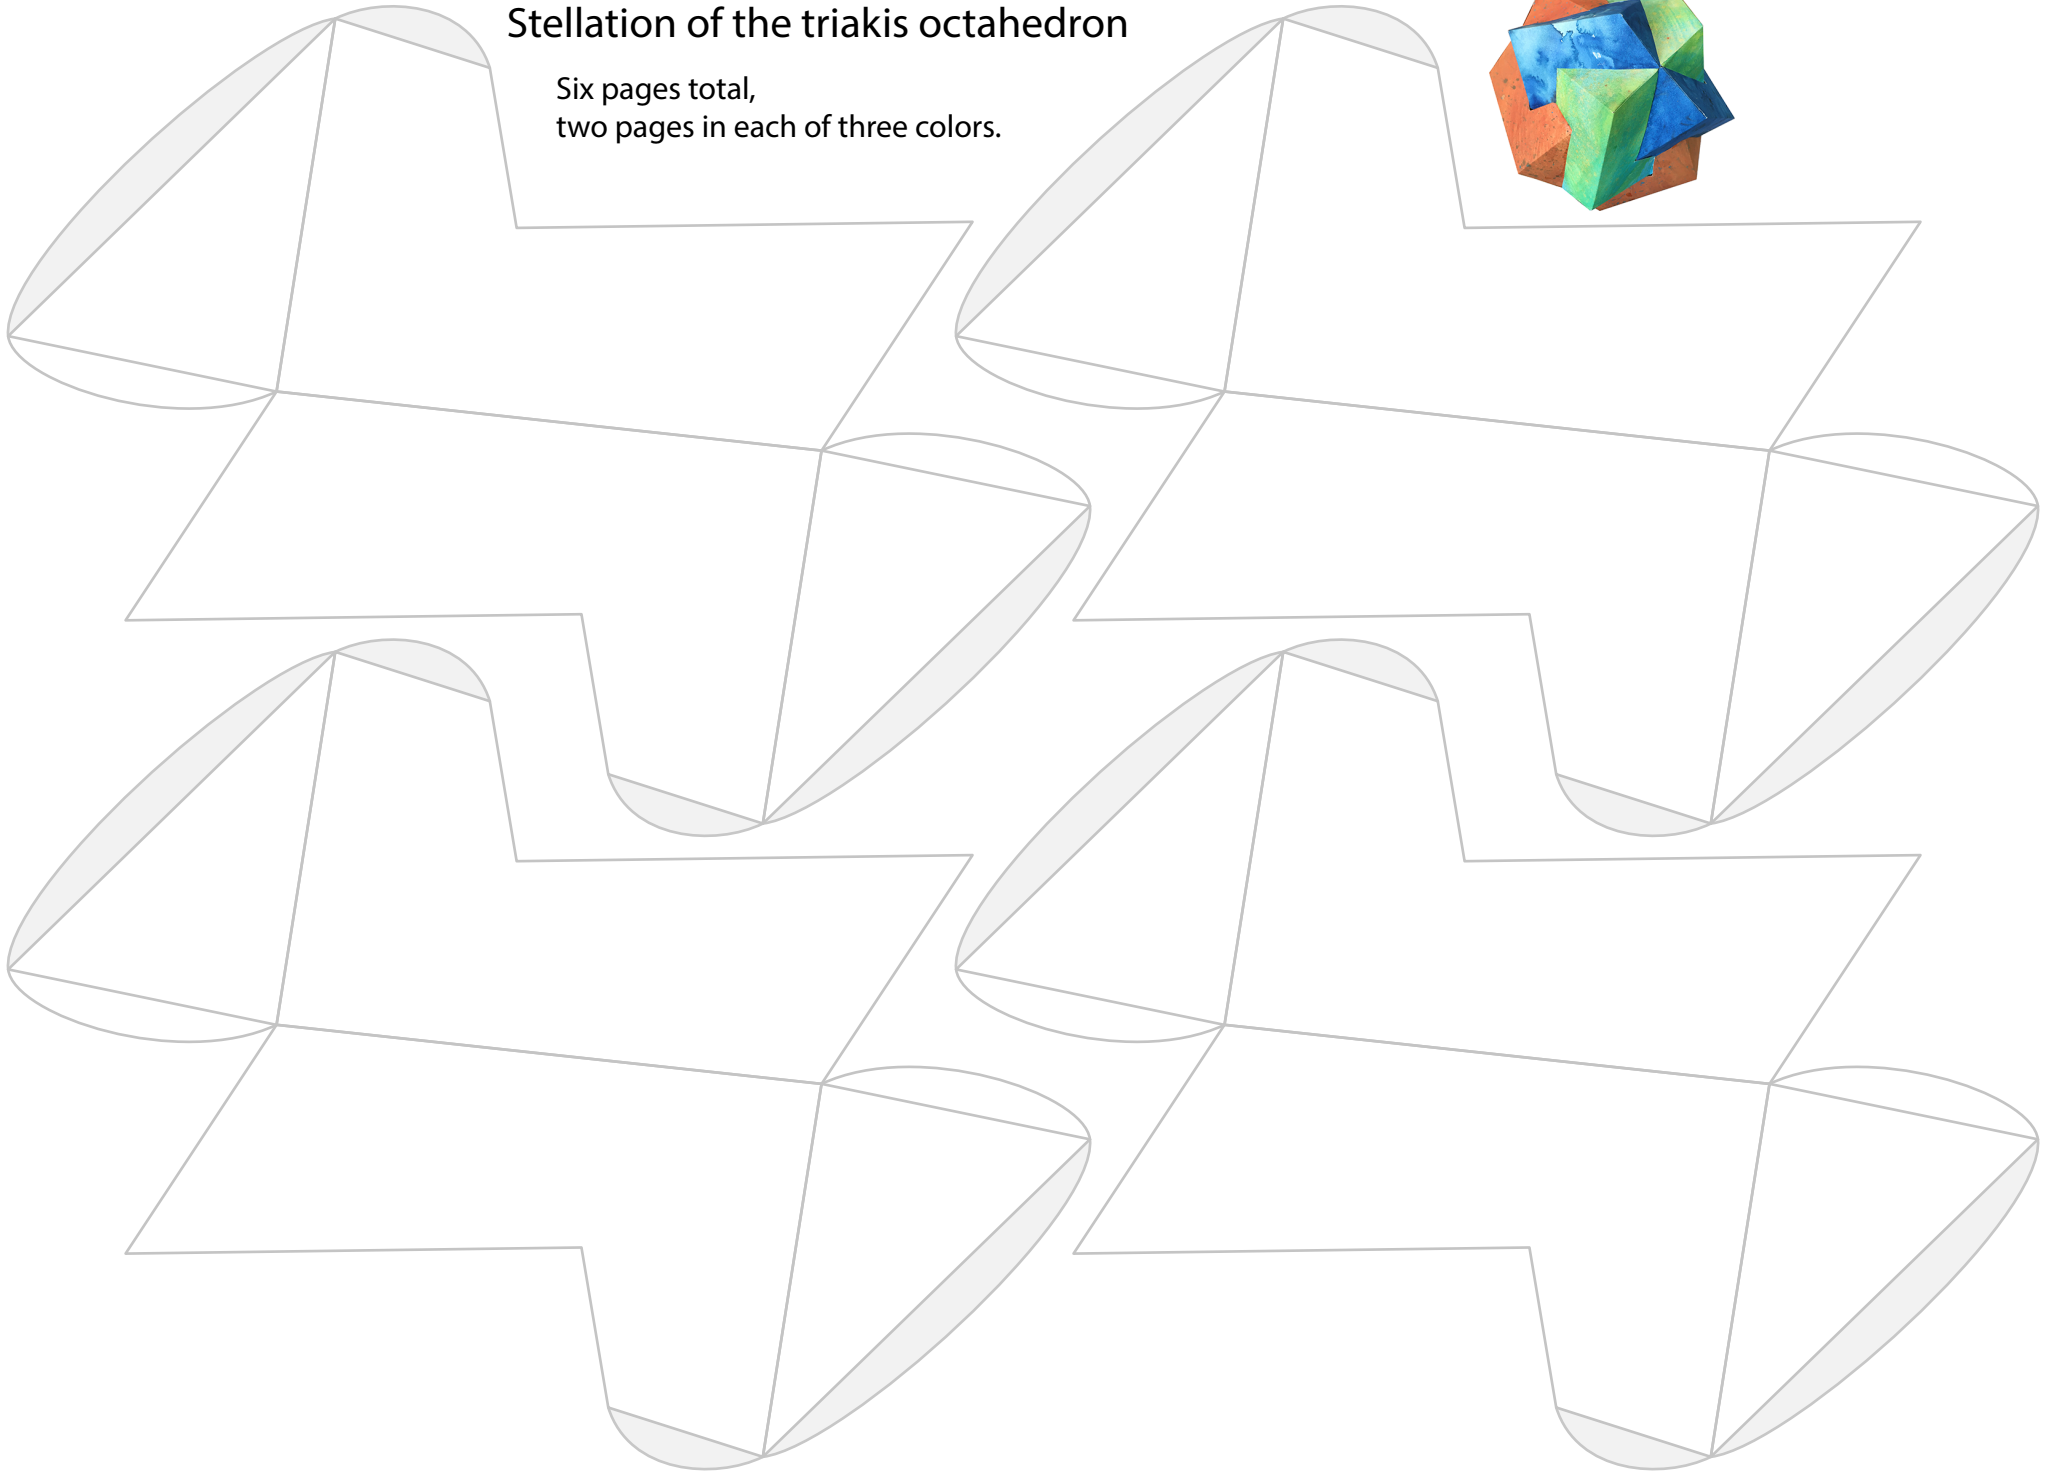 Stellation of the triakis octahedron
Six pages total,
two pages in each of three colors.